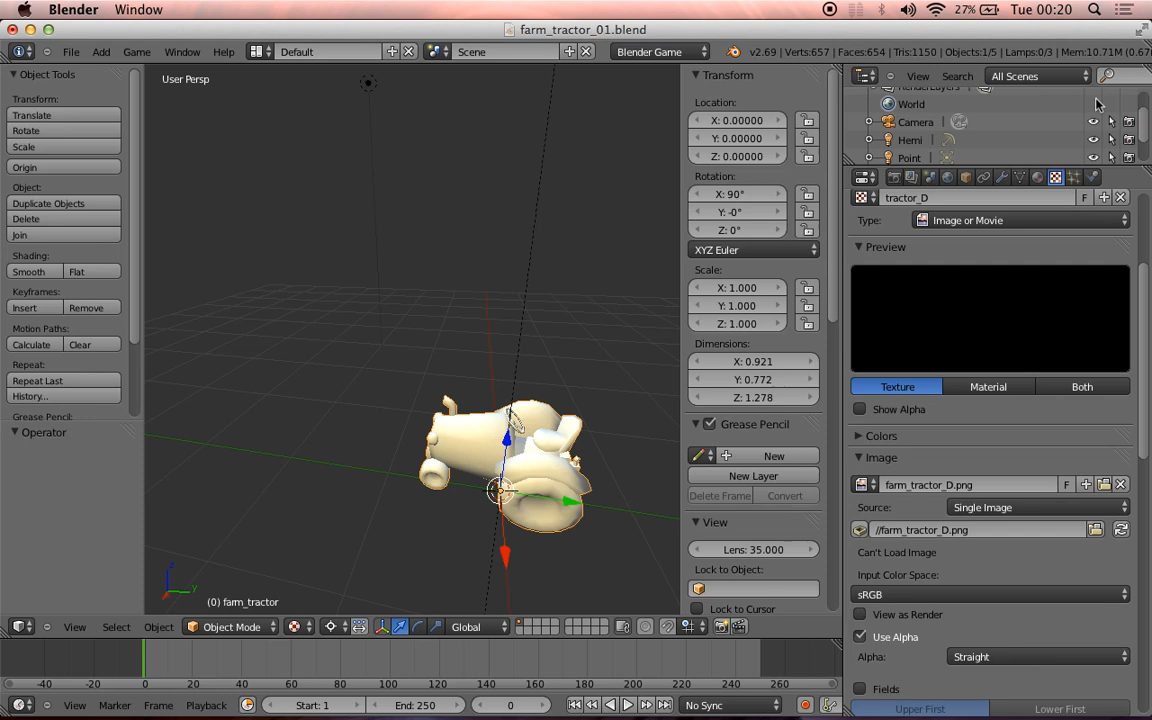 Blender Window 27% Tue 00:20
farm_tractor_01.blend
File Add Game Window Help Default Scene Blender Game v2.69 | Verts:657 | Faces:654 | Tris:1150 | Objects:1/5 | Lamps:0/3 | Mem:10.71M (0.67
Object Tools
Transform:
Translate
Rotate
Scale
Origin
Object:
Duplicate Objects
Delete
Join
Shading:
Smooth Flat
Keyframes:
Insert Remove
Motion Paths:
Calculate Clear
Repeat:
Repeat Last
History...
Grease Pencil:
Operator
User Persp
z
y
(0) farm_tractor
Transform
Location:
X: 0.00000
Y: 0.00000
Z: 0.00000
Rotation:
X: 90°
Y: -0°
Z: 0°
XYZ Euler
Scale:
X: 1.000
Y: 1.000
Z: 1.000
Dimensions:
X: 0.921
Y: 0.772
Z: 1.278
Grease Pencil
New
New Layer
Delete Frame Convert
View
Lens: 35.000
Lock to Object:
Lock to Cursor
View Search All Scenes
RenderLayers
World
Camera
Hemi
Point
tractor_D F
Type: Image or Movie
Preview
Texture Material Both
Show Alpha
Colors
Image
farm_tractor_D.png F
Source: Single Image
//farm_tractor_D.png
Can't Load Image
Input Color Space:
sRGB
View as Render
Use Alpha
Alpha: Straight
Fields
Upper First Lower First
View Select Object Object Mode Global
-40 -20 0 20 40 60 80 100 120 140 160 180 200 220 240 260
View Marker Frame Playback Start: 1 End: 250 0 No Sync